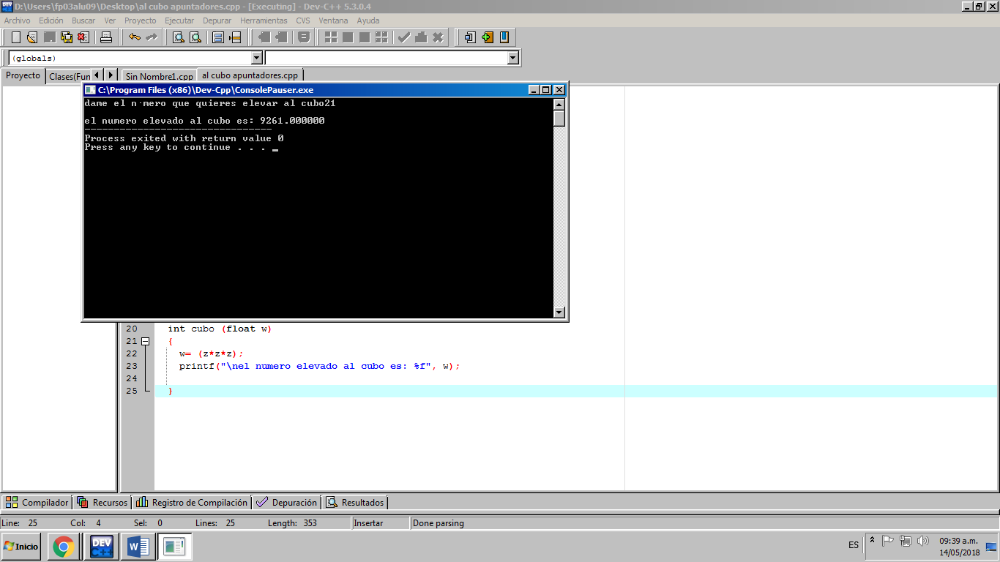 D:\Users\fp03alu09\Desktop\al cubo apuntadores.cpp - [Executing] - Dev-C++ 5.3.0.4
Archivo Edición Buscar Ver Proyecto Ejecutar Depurar Herramientas CVS Ventana Ayuda
(globals)
Proyecto Clases(Fun Sin Nombre1.cpp al cubo apuntadores.cpp
C:\Program Files (x86)\Dev-Cpp\ConsolePauser.exe
dame el n·mero que quieres elevar al cubo21
el numero elevado al cubo es: 9261.000000
--------------------------------
Process exited with return value 0
Press any key to continue . . . _
20 int cubo (float w)
21 {
22 w= (z*z*z);
23 printf("\nel numero elevado al cubo es: %f", w);
24
25 }
Compilador Recursos Registro de Compilación Depuración Resultados
Line: 25 Col: 4 Sel: 0 Lines: 25 Length: 353 Insertar Done parsing
Inicio DEV C++ W ES 09:39 a.m.
14/05/2018